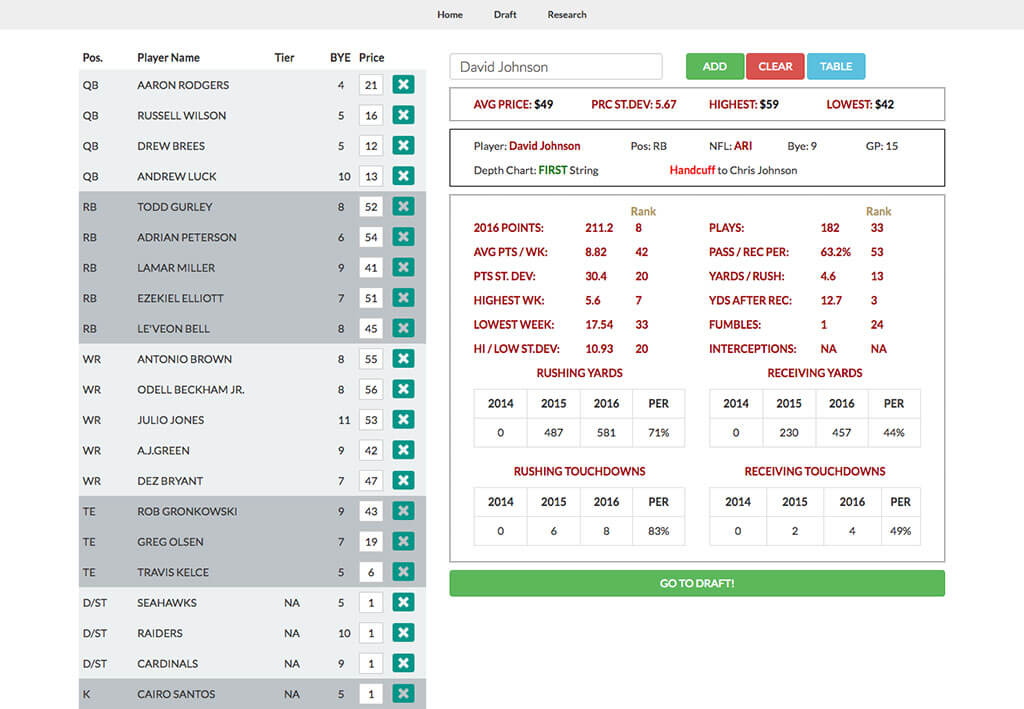 Home Draft Research
Pos. Player Name Tier BYE Price
QB AARON RODGERS 4 21
QB RUSSELL WILSON 5 16
QB DREW BREES 5 12
QB ANDREW LUCK 10 13
RB TODD GURLEY 8 52
RB ADRIAN PETERSON 6 54
RB LAMAR MILLER 9 41
RB EZEKIEL ELLIOTT 7 51
RB LE'VEON BELL 8 45
WR ANTONIO BROWN 8 55
WR ODELL BECKHAM JR. 8 56
WR JULIO JONES 11 53
WR A.J.GREEN 9 42
WR DEZ BRYANT 7 47
TE ROB GRONKOWSKI 9 43
TE GREG OLSEN 7 19
TE TRAVIS KELCE 5 6
D/ST SEAHAWKS NA 5 1
D/ST RAIDERS NA 10 1
D/ST CARDINALS NA 9 1
K CAIRO SANTOS NA 5 1
David Johnson ADD CLEAR TABLE
AVG PRICE: $49 PRC ST.DEV: 5.67 HIGHEST: $59 LOWEST: $42
Player: David Johnson Pos: RB NFL: ARI Bye: 9 GP: 15
Depth Chart: FIRST String Handcuff to Chris Johnson
Rank Rank
2016 POINTS: 211.2 8 PLAYS: 182 33
AVG PTS / WK: 8.82 42 PASS / REC PER: 63.2% 53
PTS ST. DEV: 30.4 20 YARDS / RUSH: 4.6 13
HIGHEST WK: 5.6 7 YDS AFTER REC: 12.7 3
LOWEST WEEK: 17.54 33 FUMBLES: 1 24
HI / LOW ST.DEV: 10.93 20 INTERCEPTIONS: NA NA
RUSHING YARDS RECEIVING YARDS
2014 2015 2016 PER 2014 2015 2016 PER
0 487 581 71% 0 230 457 44%
RUSHING TOUCHDOWNS RECEIVING TOUCHDOWNS
2014 2015 2016 PER 2014 2015 2016 PER
0 6 8 83% 0 2 4 49%
GO TO DRAFT!